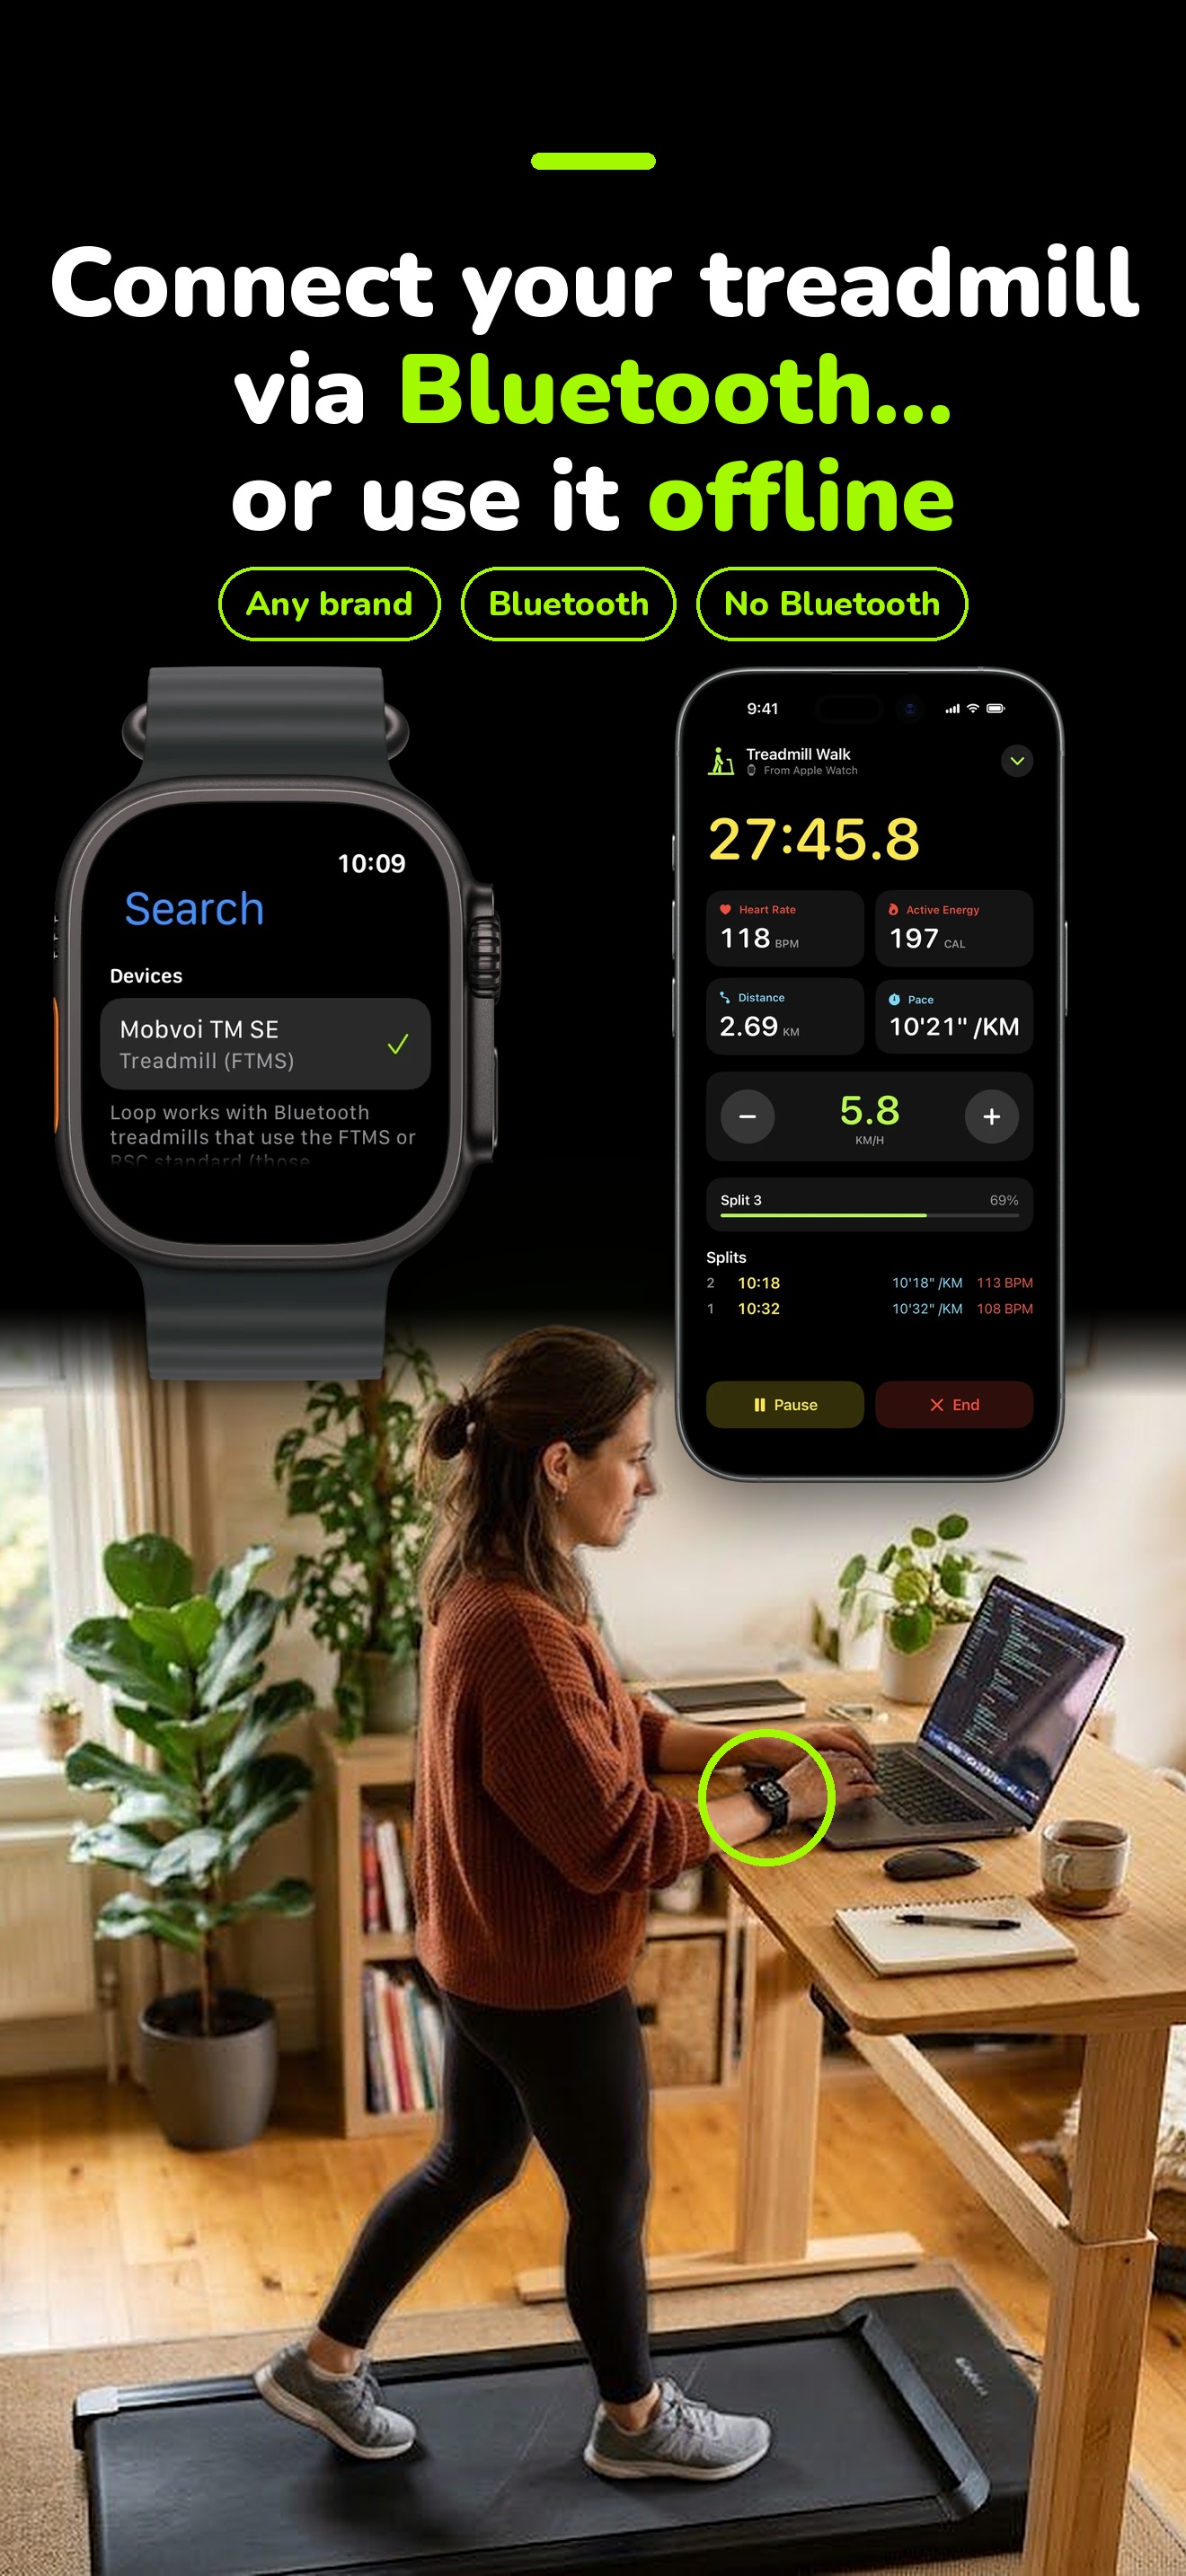 Connect your treadmill
via Bluetooth...
or use it offline
Any brand
Bluetooth
No Bluetooth
10:09
Search
Devices
Mobvoi TM SE
Treadmill (FTMS)
Loop works with Bluetooth
treadmills that use the FTMS or
RSC standard (those
9:41
Treadmill Walk
From Apple Watch
27:45.8
Heart Rate
118 BPM
Active Energy
197 CAL
Distance
2.69 KM
Pace
10'21" /KM
5.8
KM/H
Split 3 69%
Splits
2 10:18 10'18" /KM 113 BPM
1 10:32 10'32" /KM 108 BPM
Pause
End